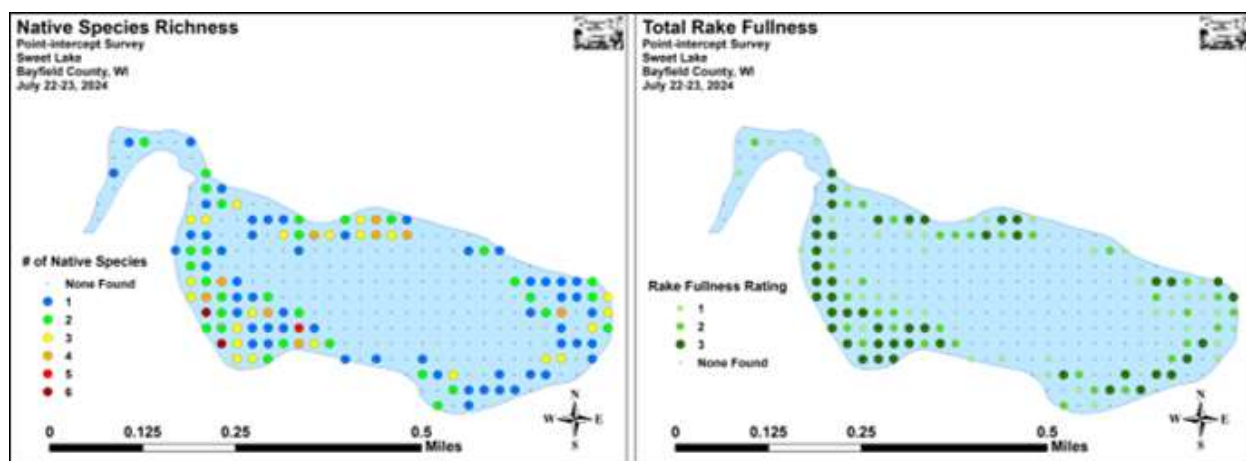 Native Species Richness
Point-intercept Survey
Sweet Lake
Bayfield County, WI
July 22-23, 2024
# of Native Species
None Found
1
2
3
4
5
6
N
W E
S
0 0.125 0.25 0.5
Miles
Total Rake Fullness
Point-intercept Survey
Sweet Lake
Bayfield County, WI
July 22-23, 2024
Rake Fullness Rating
1
2
3
None Found
N
W E
S
0 0.125 0.25 0.5
Miles